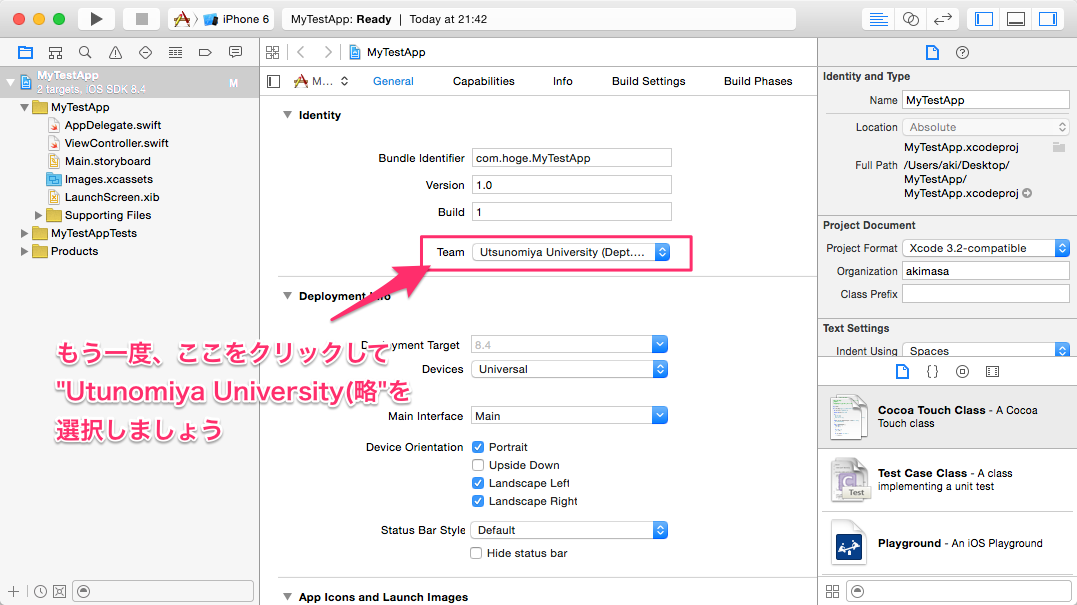 iPhone 6
MyTestApp: Ready | Today at 21:42
MyTestApp
2 targets, iOS SDK 8.4
M
MyTestApp
AppDelegate.swift
ViewController.swift
Main.storyboard
Images.xcassets
LaunchScreen.xib
Supporting Files
MyTestAppTests
Products
MyTestApp
M...
General
Capabilities
Info
Build Settings
Build Phases
Identity
Bundle Identifier com.hoge.MyTestApp
Version 1.0
Build 1
Team Utsunomiya University (Dept....
Deployment Info
もう一度、ここをクリックして
"Utunomiya University(略"を
選択しましょう
Deployment Target 8.4
Devices Universal
Main Interface Main
Device Orientation Portrait
Upside Down
Landscape Left
Landscape Right
Status Bar Style Default
Hide status bar
App Icons and Launch Images
Identity and Type
Name MyTestApp
Location Absolute
MyTestApp.xcodeproj
Full Path /Users/aki/Desktop/
MyTestApp/
MyTestApp.xcodeproj
Project Document
Project Format Xcode 3.2-compatible
Organization akimasa
Class Prefix
Text Settings
Indent Using Spaces
{ }
Cocoa Touch Class - A Cocoa
Touch class
Test
Test Case Class - A class
implementing a unit test
Playground - An iOS Playground